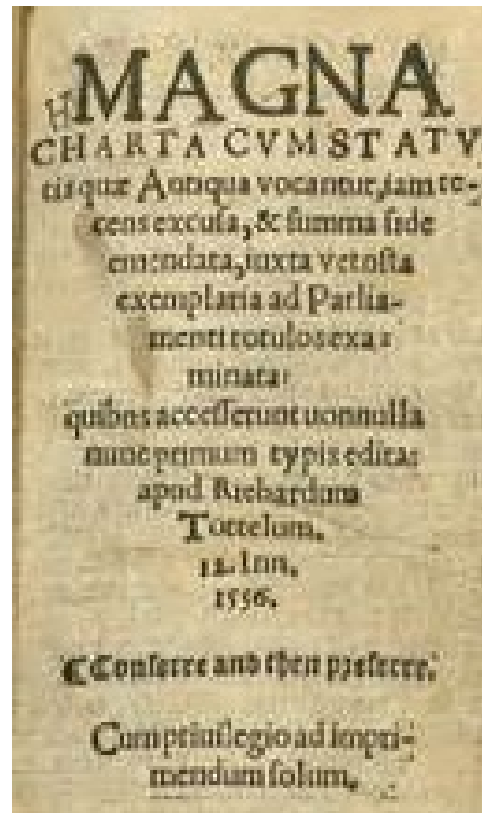 MAGNA
CHARTA CVM STATV
tis quæ Antiqua vocantur, iam re-
cens excusa, & summa fide
emendata, iuxta vetusta
exemplaria ad Parlia-
menti rotulos exa-
minata:
quibus accesserunt nonnulla
nunc primum typis edita:
apud Richardum
Tottelum.
12. Iun.
1556.
❡ Conferre and then preferre.
Cum priuilegio ad impri-
mendum solum.